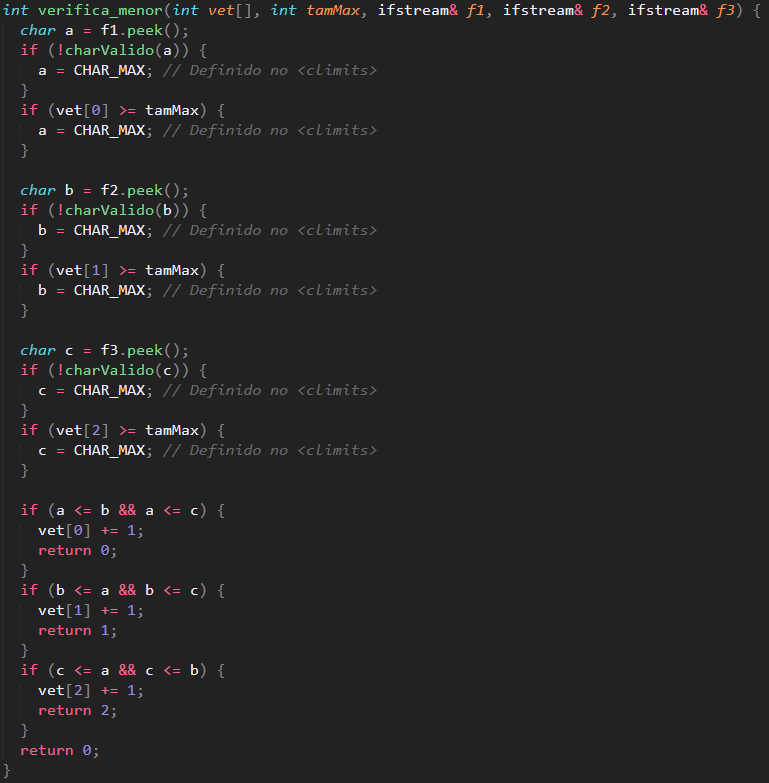 int verifica_menor(int vet[], int tamMax, ifstream& f1, ifstream& f2, ifstream& f3) {
  char a = f1.peek();
  if (!charValido(a)) {
    a = CHAR_MAX; // Definido no <climits>
  }
  if (vet[0] >= tamMax) {
    a = CHAR_MAX; // Definido no <climits>
  }

  char b = f2.peek();
  if (!charValido(b)) {
    b = CHAR_MAX; // Definido no <climits>
  }
  if (vet[1] >= tamMax) {
    b = CHAR_MAX; // Definido no <climits>
  }

  char c = f3.peek();
  if (!charValido(c)) {
    c = CHAR_MAX; // Definido no <climits>
  }
  if (vet[2] >= tamMax) {
    c = CHAR_MAX; // Definido no <climits>
  }

  if (a <= b && a <= c) {
    vet[0] += 1;
    return 0;
  }
  if (b <= a && b <= c) {
    vet[1] += 1;
    return 1;
  }
  if (c <= a && c <= b) {
    vet[2] += 1;
    return 2;
  }
  return 0;
}